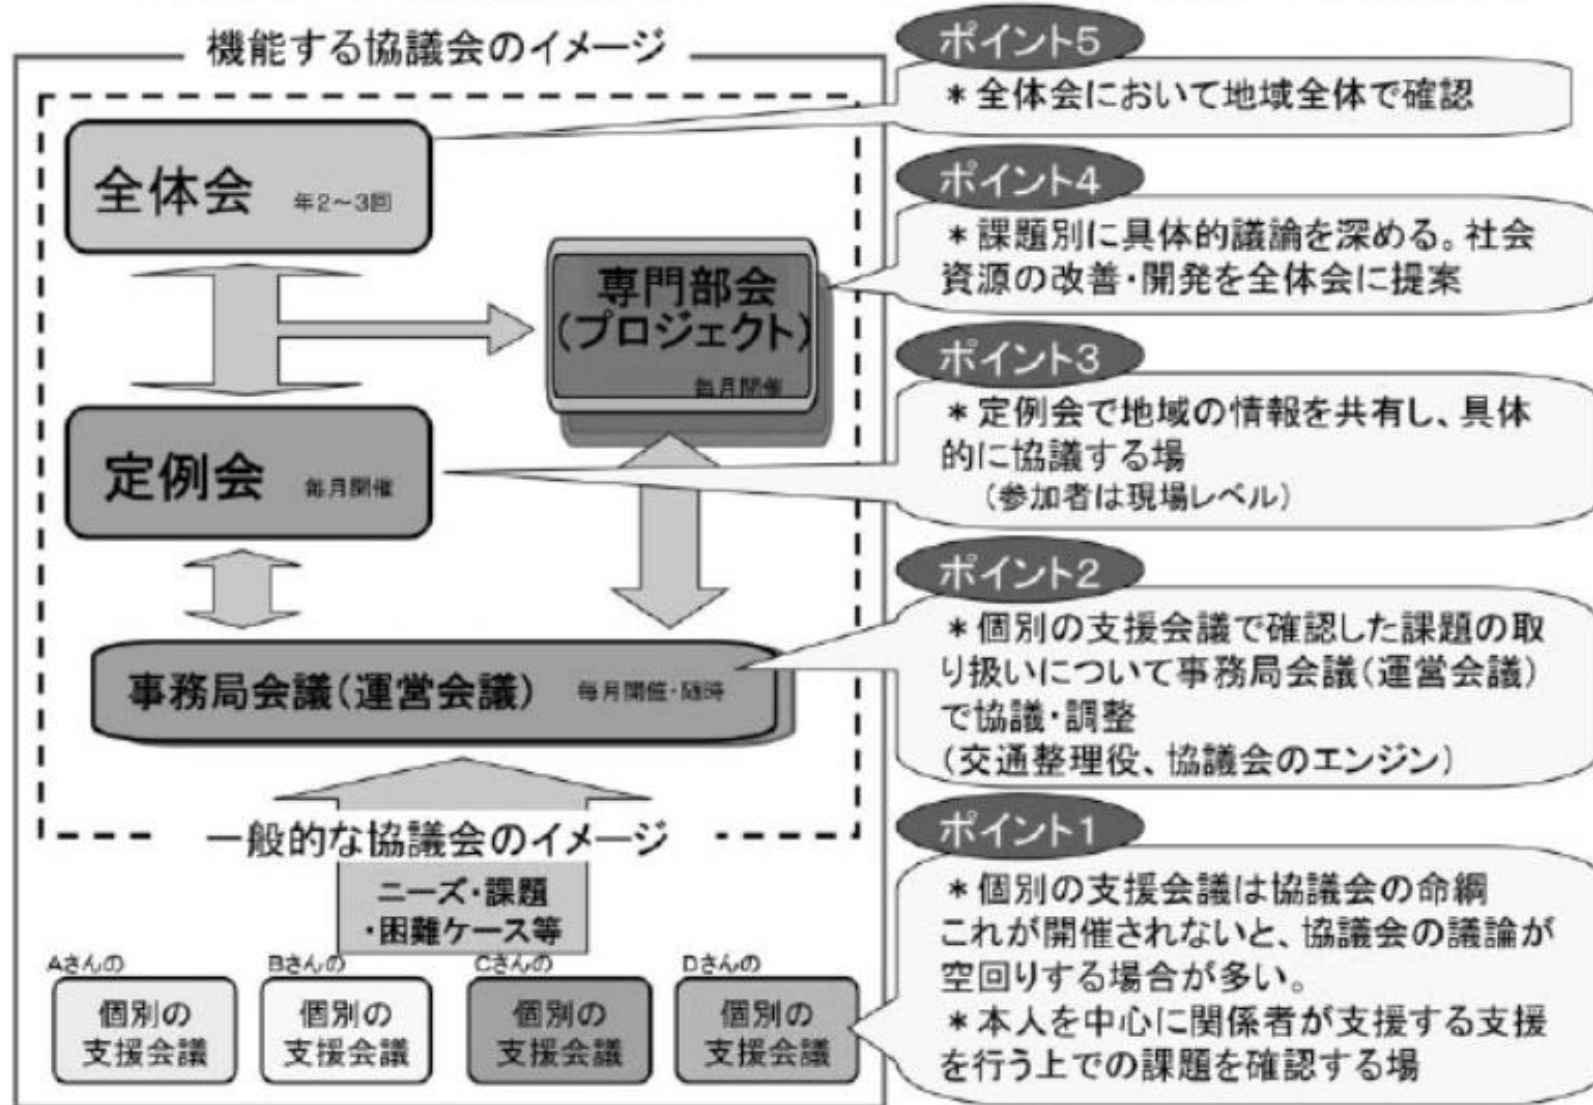 機能する協議会のイメージ
全体会 年2～3回
専門部会
(プロジェクト)
毎月開催
定例会 毎月開催
事務局会議(運営会議) 毎月開催・随時
一般的な協議会のイメージ
ニーズ・課題
・困難ケース等
Aさんの
個別の
支援会議
Bさんの
個別の
支援会議
Cさんの
個別の
支援会議
Dさんの
個別の
支援会議
ポイント5
＊全体会において地域全体で確認
ポイント4
＊課題別に具体的議論を深める。社会
資源の改善・開発を全体会に提案
ポイント3
＊定例会で地域の情報を共有し、具体
的に協議する場
(参加者は現場レベル)
ポイント2
＊個別の支援会議で確認した課題の取
り扱いについて事務局会議(運営会議)
で協議・調整
(交通整理役、協議会のエンジン)
ポイント1
＊個別の支援会議は協議会の命綱
これが開催されないと、協議会の議論が
空回りする場合が多い。
＊本人を中心に関係者が支援する支援
を行う上での課題を確認する場